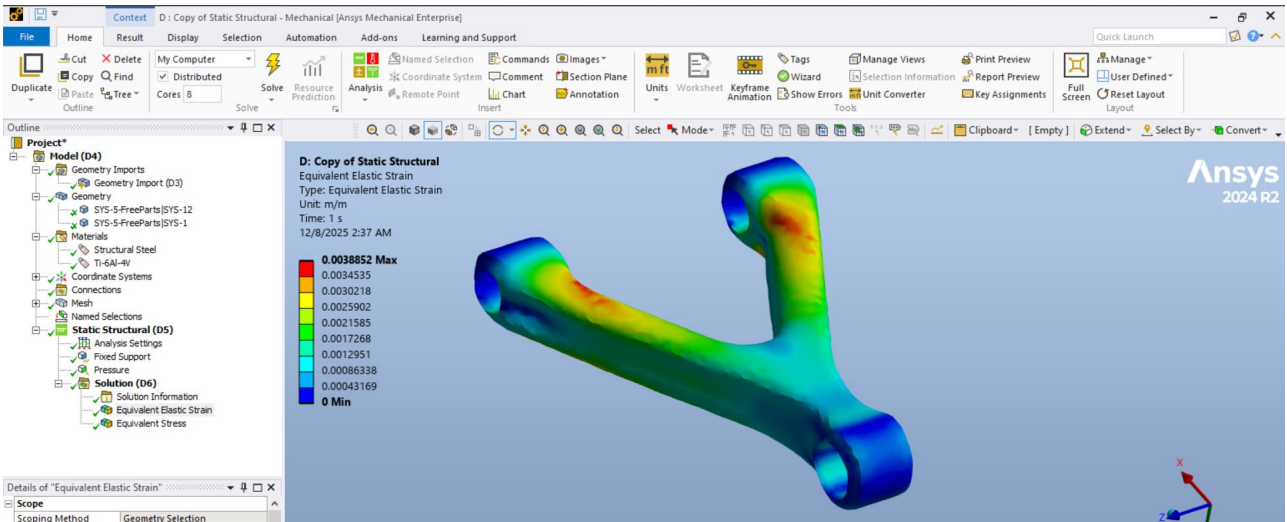 Context D : Copy of Static Structural - Mechanical [Ansys Mechanical Enterprise]
File Home Result Display Selection Automation Add-ons Learning and Support Quick Launch
Duplicate
Cut
Delete
Copy
Find
Paste
Tree
Outline
My Computer
Distributed
Cores 8
Solve
Solve
Resource Prediction
Analysis
Named Selection
Coordinate System
Remote Point
Commands
Comment
Chart
Images
Section Plane
Annotation
Insert
Units
mft
Worksheet
Keyframe Animation
Tags
Wizard
Show Errors
Manage Views
Selection Information
Unit Converter
Print Preview
Report Preview
Key Assignments
Tools
Full Screen
Manage
User Defined
Reset Layout
Layout
Outline
Select Mode Clipboard [ Empty ] Extend Select By Convert
Project*
Model (D4)
Geometry Imports
Geometry Import (D3)
Geometry
SYS-5-FreeParts|SYS-12
SYS-5-FreeParts|SYS-1
Materials
Structural Steel
Ti-6Al-4V
Coordinate Systems
Connections
Mesh
Named Selections
Static Structural (D5)
Analysis Settings
Fixed Support
Pressure
Solution (D6)
Solution Information
Equivalent Elastic Strain
Equivalent Stress
Details of "Equivalent Elastic Strain"
Scope
Scoping Method Geometry Selection
D: Copy of Static Structural
Equivalent Elastic Strain
Type: Equivalent Elastic Strain
Unit: m/m
Time: 1 s
12/8/2025 2:37 AM
0.0038852 Max
0.0034535
0.0030218
0.0025902
0.0021585
0.0017268
0.0012951
0.00086338
0.00043169
0 Min
Ansys
2024 R2
X
Z